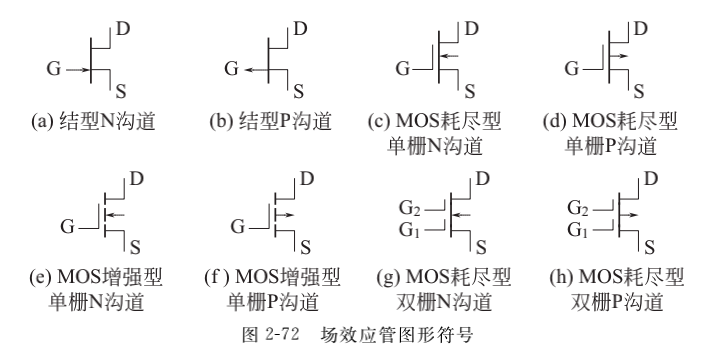 D D D D
G G G G
S S S S
(a) 结型N沟道 (b) 结型P沟道 (c) MOS耗尽型 (d) MOS耗尽型
单栅N沟道 单栅P沟道
D D D D
G G G₂ G₂
G₁ G₁
S S S S
(e) MOS增强型 (f) MOS增强型 (g) MOS耗尽型 (h) MOS耗尽型
单栅N沟道 单栅P沟道 双栅N沟道 双栅P沟道
图 2-72 场效应管图形符号